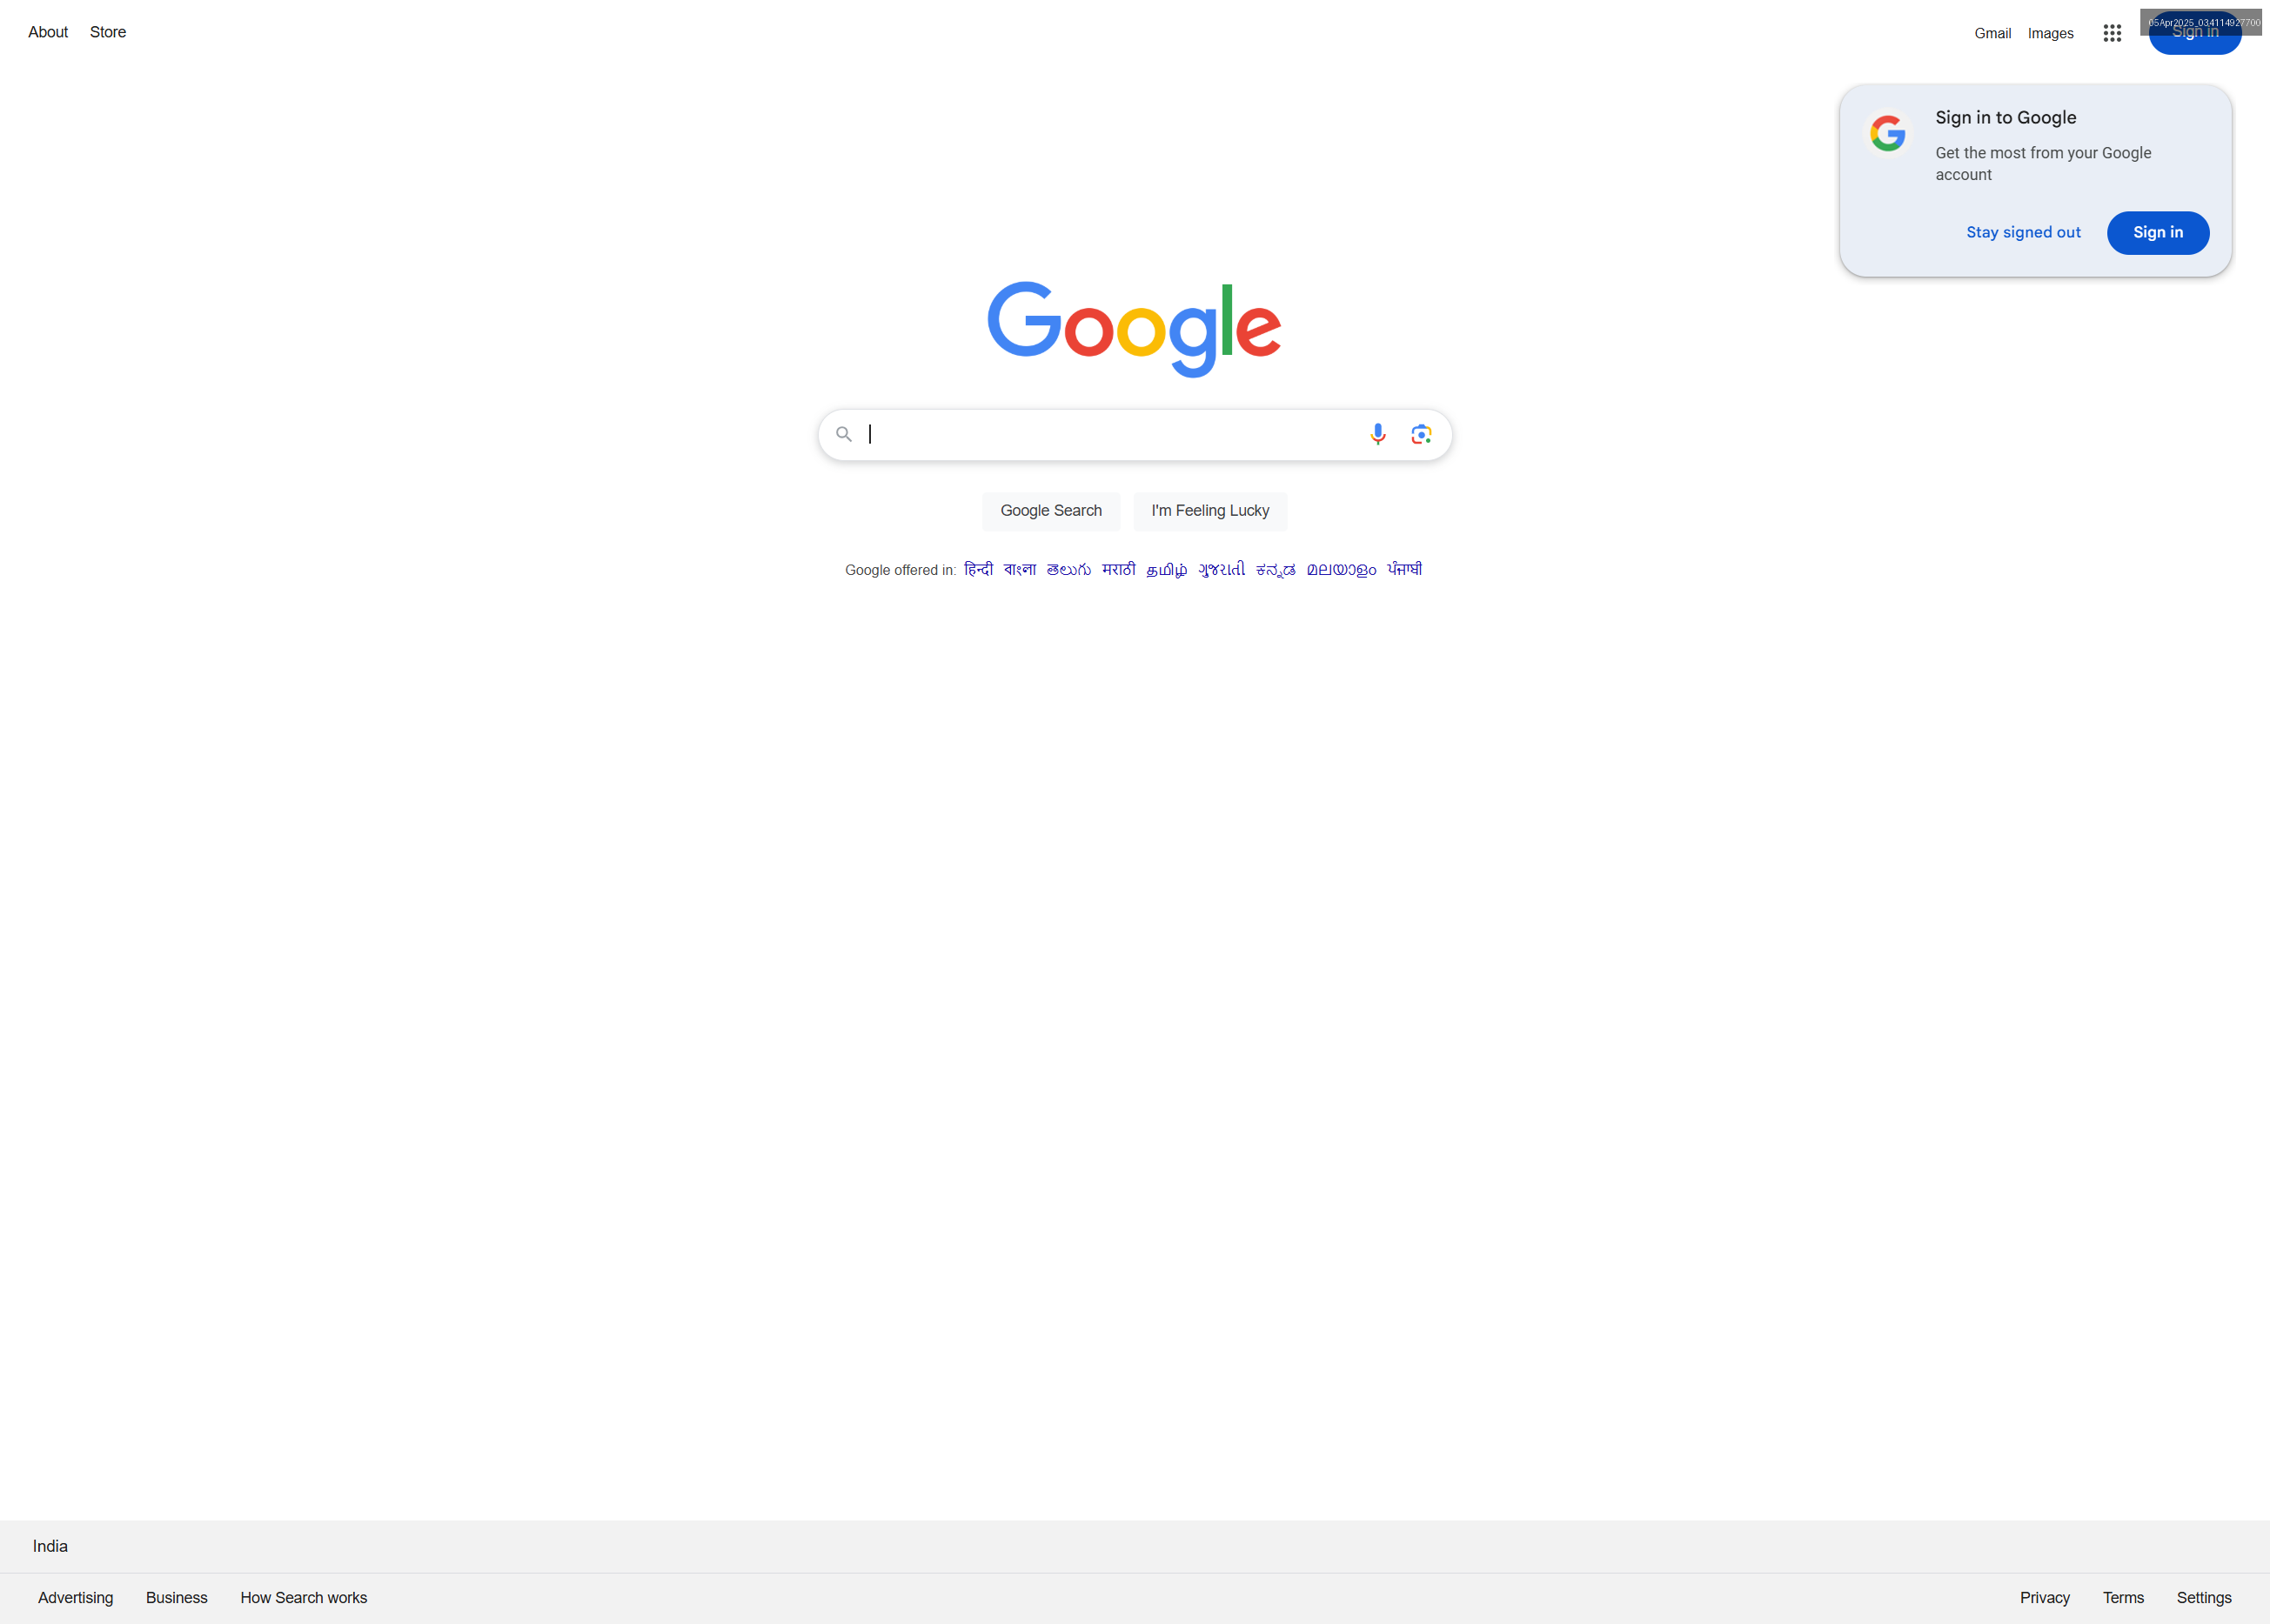 About Store
Gmail Images
05Apr2025_034114927700
Sign in
Sign in to Google
Get the most from your Google
account
Stay signed out Sign in
Google
Google Search I'm Feeling Lucky
Google offered in: हिन्दी বাংলা తెలుగు मराठी தமிழ் ગુજરાતી ಕನ್ನಡ മലയാളം ਪੰਜਾਬੀ
India
Advertising Business How Search works
Privacy Terms Settings